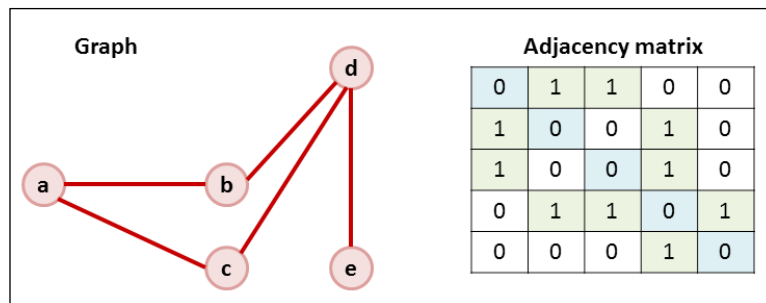 Graph
d
a
b
c
e
Adjacency matrix
0 1 1 0 0
1 0 0 1 0
1 0 0 1 0
0 1 1 0 1
0 0 0 1 0